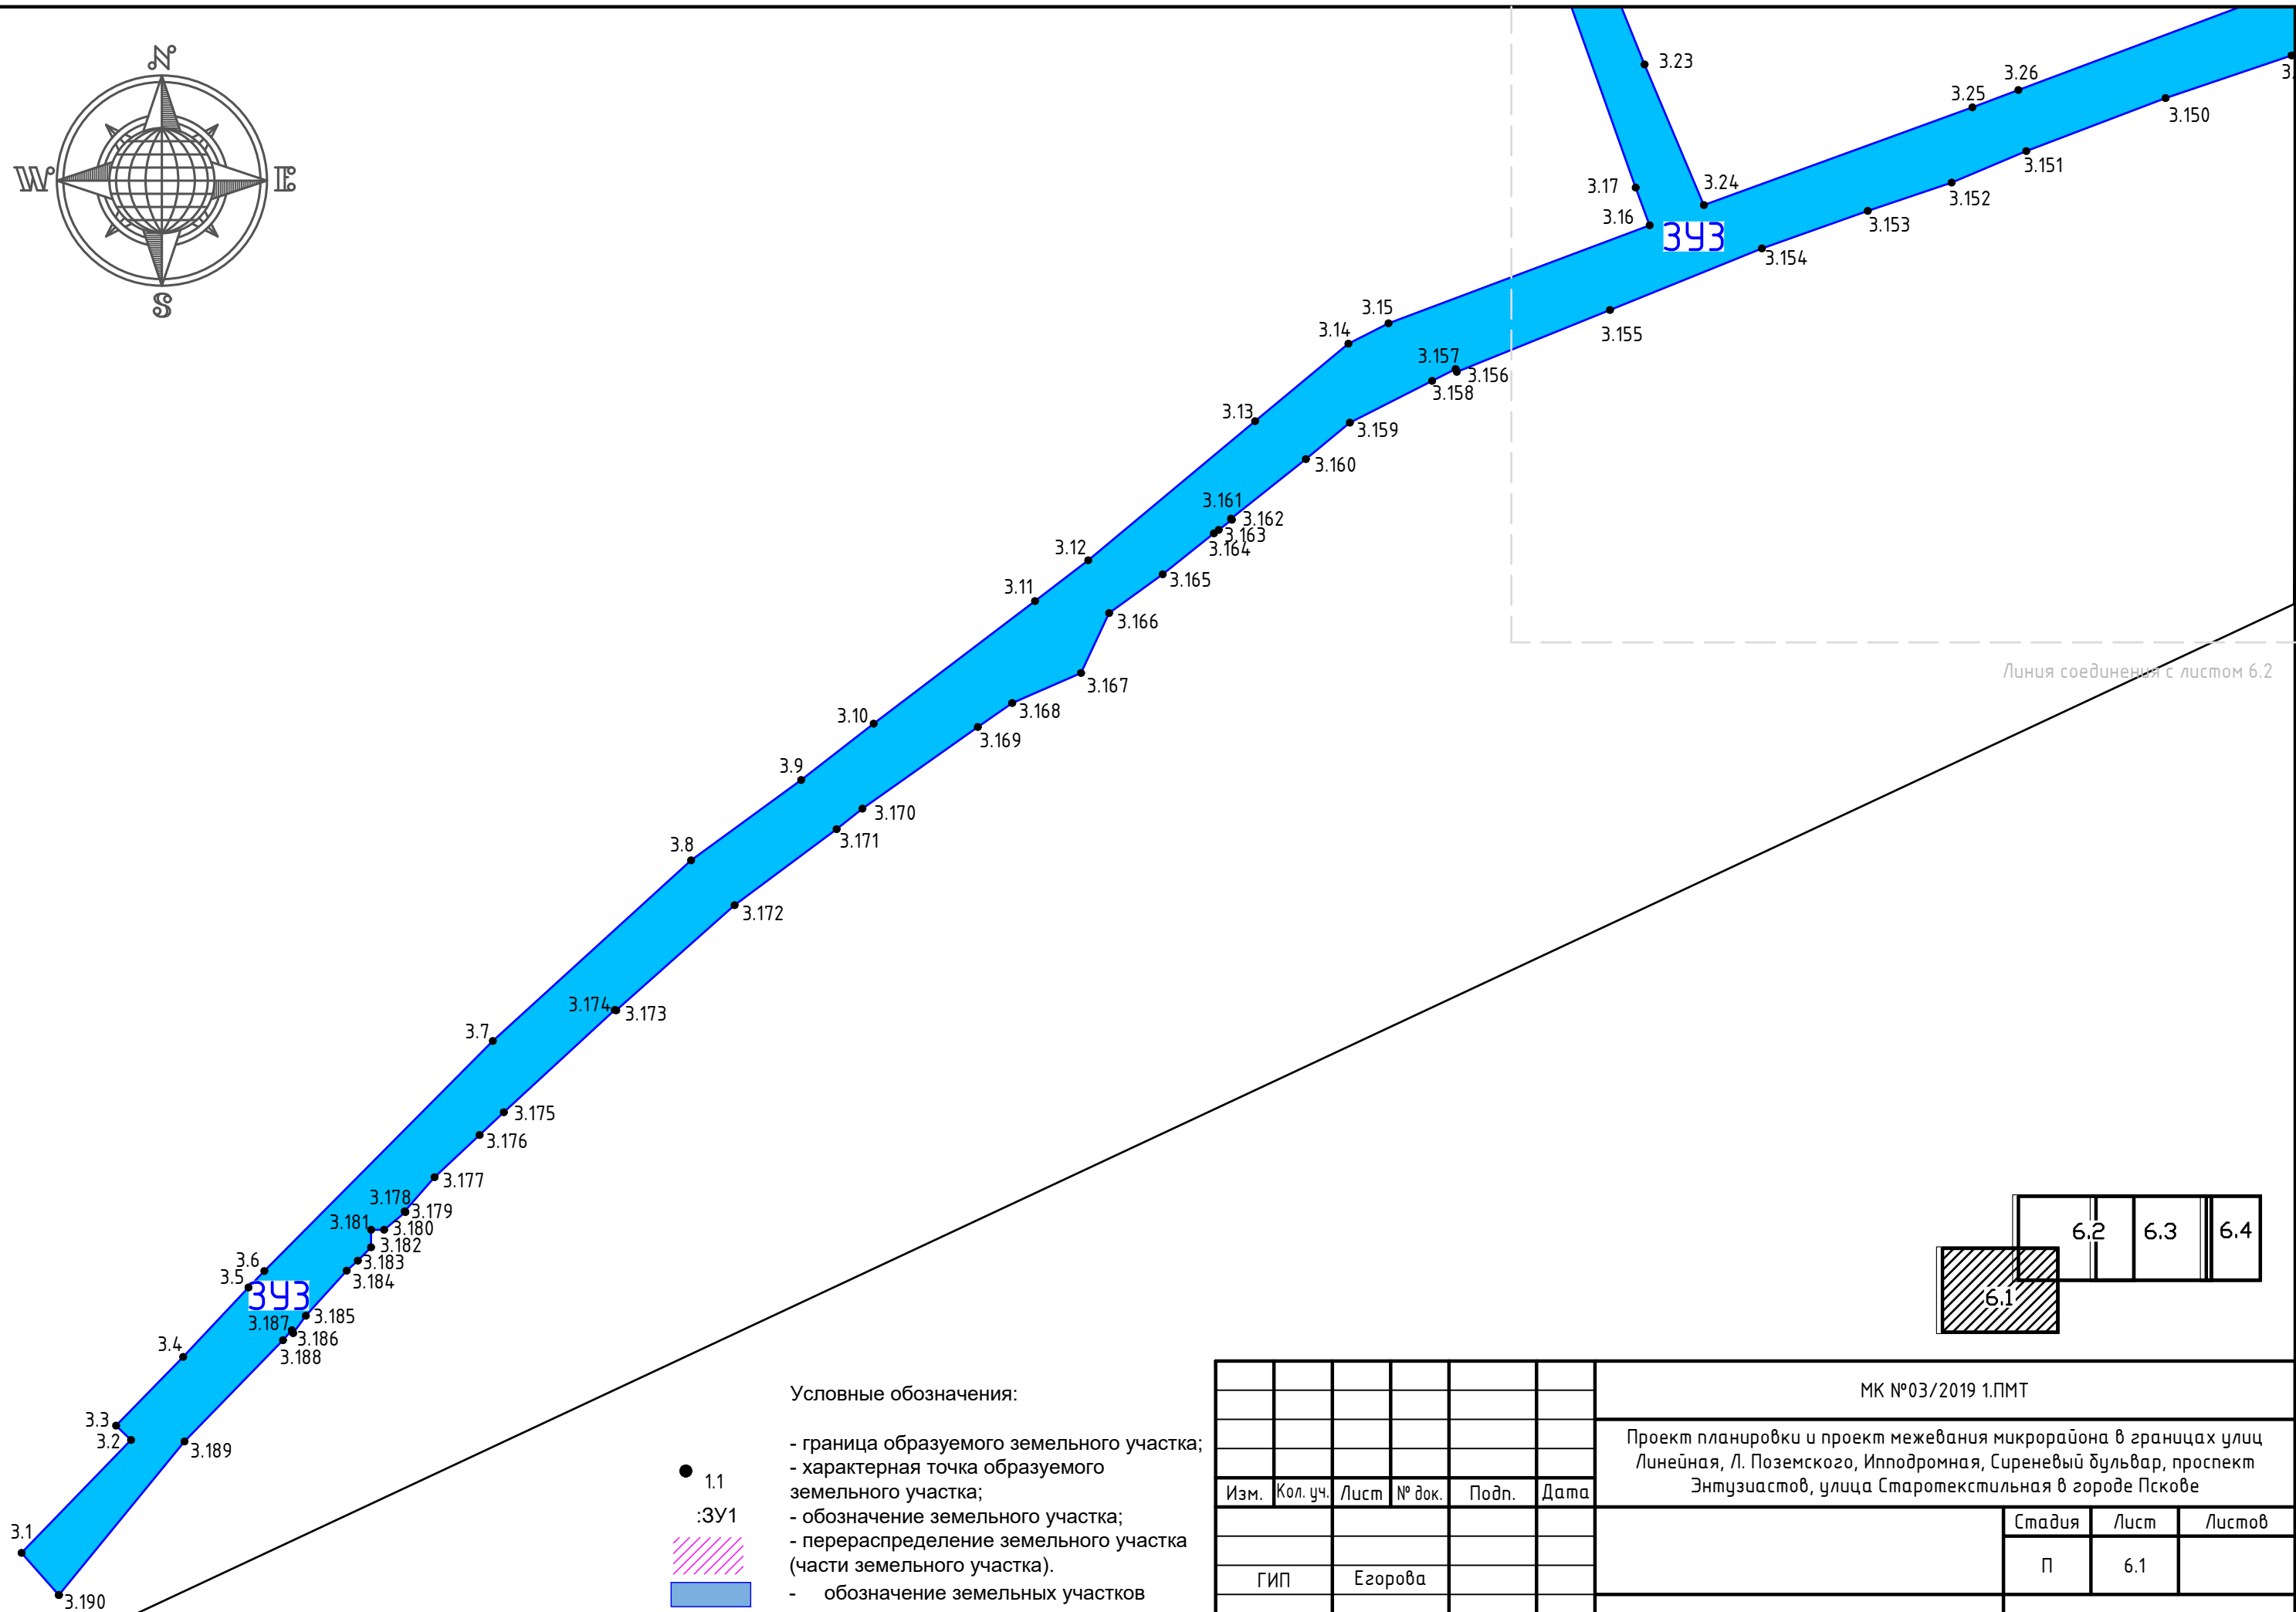 N
W
E
S
3.23
3.26
3.25
3.
3.150
3.151
3.17
3.24
3.152
3.16
ЗУ3
3.153
3.154
3.15
3.155
3.14
3.157
3.156
3.158
3.13
3.159
3.160
3.161
3.162
3.163
3.12
3.164
3.165
3.11
3.166
Линия соединения с листом 6.2
3.167
3.10
3.168
3.169
3.9
3.170
3.8
3.171
3.172
3.174
3.173
3.7
3.175
3.176
3.177
3.178
3.179
3.181
3.180
6.2
6.3
6.4
3.182
3.6
3.183
3.5
3.184
ЗУ3
6.1
3.185
3.187
3.186
3.4
3.188
3.3
3.2
3.189
3.1
3.190
Условные обозначения:
- граница образуемого земельного участка;
1.1
- характерная точка образуемого
земельного участка;
:ЗУ1
- обозначение земельного участка;
- перераспределение земельного участка
(части земельного участка).
- обозначение земельных участков
МК №03/2019 1.ПМТ
Проект планировки и проект межевания микрорайона в границах улиц
Линейная, Л. Поземского, Ипподромная, Сиреневый бульвар, проспект
Энтузиастов, улица Старотекстильная в городе Пскове
Изм. Кол. уч. Лист № док. Подп. Дата
Стадия Лист Листов
П 6.1
ГИП Егорова